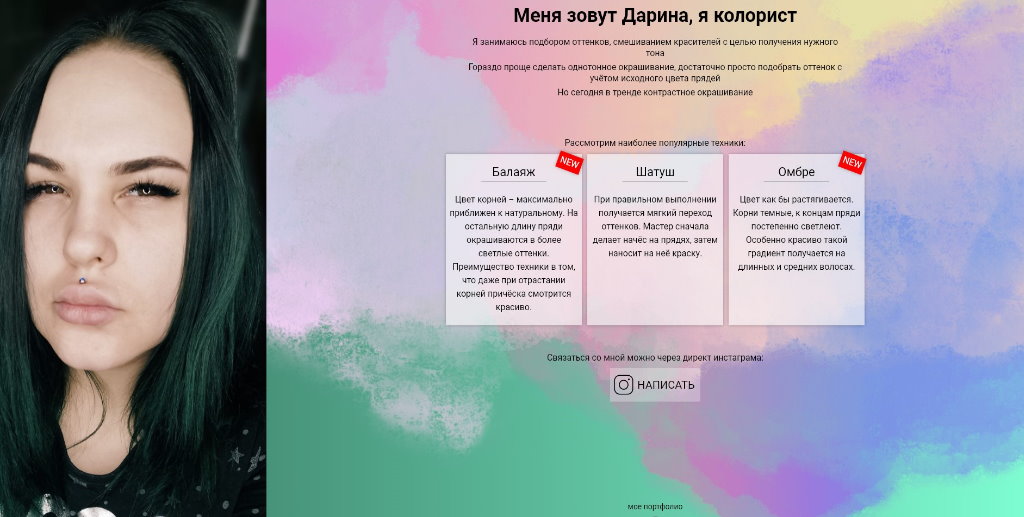 Меня зовут Дарина, я колорист
Я занимаюсь подбором оттенков, смешиванием красителей с целью получения нужного
тона
Гораздо проще сделать однотонное окрашивание, достаточно просто подобрать оттенок с
учётом исходного цвета прядей
Но сегодня в тренде контрастное окрашивание
Рассмотрим наиболее популярные техники:
NEW
Балаяж
Цвет корней – максимально
приближен к натуральному. На
остальную длину пряди
окрашиваются в более
светлые оттенки.
Преимущество техники в том,
что даже при отрастании
корней причёска смотрится
красиво.
Шатуш
При правильном выполнении
получается мягкий переход
оттенков. Мастер сначала
делает начёс на прядях, затем
наносит на неё краску.
NEW
Омбре
Цвет как бы растягивается.
Корни темные, к концам пряди
постепенно светлеют.
Особенно красиво такой
градиент получается на
длинных и средних волосах.
Связаться со мной можно через директ инстаграма:
НАПИСАТЬ
мое портфолио